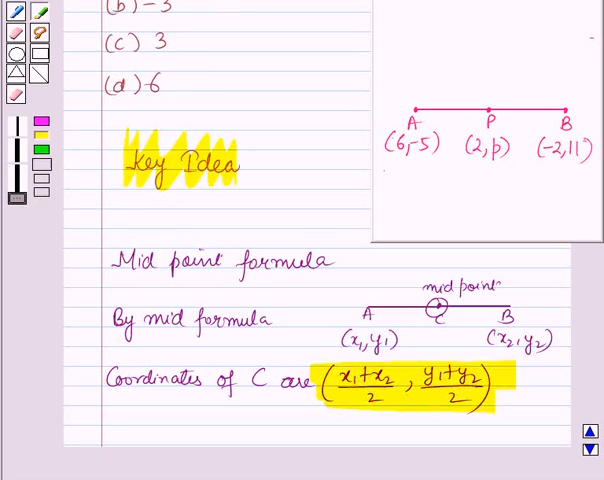 (b) -3
(c) 3
(d) 6
A P B
(6,-5) (2,p) (-2,11)
Key Idea
Mid point formula
mid point
By mid formula
A C B
(x₁, y₁) (x₂, y₂)
Coordinates of C are ( x₁+x₂ / 2 , y₁+y₂ / 2 )